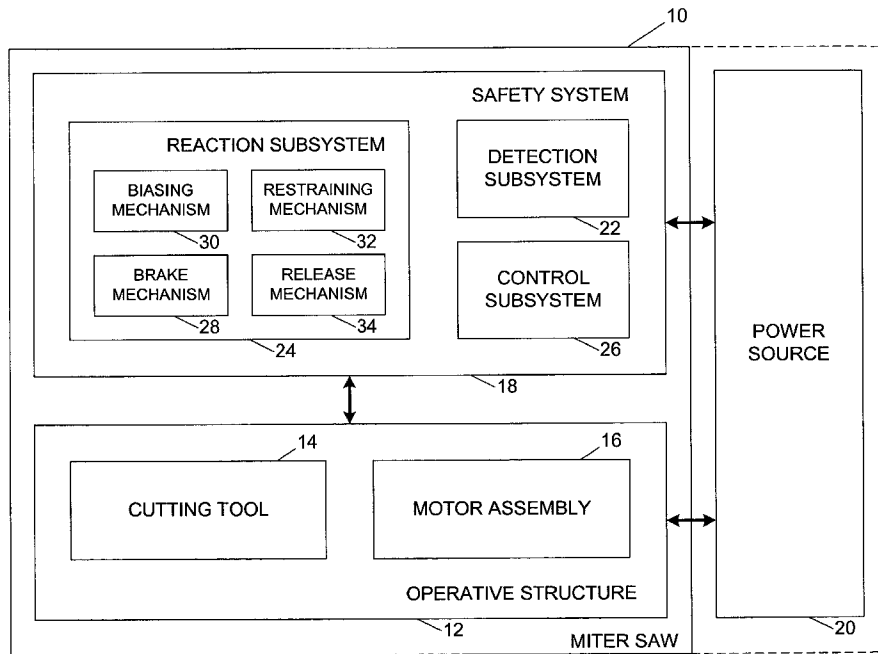 10
SAFETY SYSTEM
REACTION SUBSYSTEM
BIASING
MECHANISM
30
RESTRAINING
MECHANISM
32
BRAKE
MECHANISM
28
RELEASE
MECHANISM
34
24
DETECTION
SUBSYSTEM
22
CONTROL
SUBSYSTEM
26
18
POWER
SOURCE
20
14
CUTTING TOOL
16
MOTOR ASSEMBLY
OPERATIVE STRUCTURE
12
MITER SAW